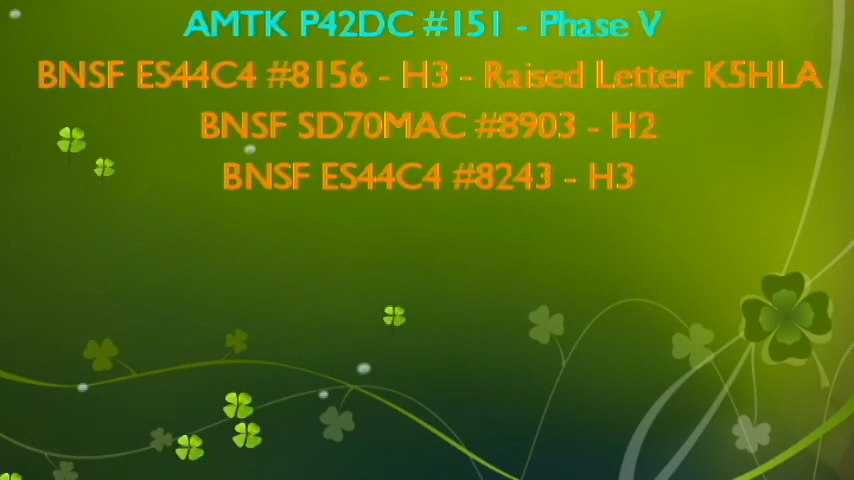 AMTK P42DC #151 - Phase V
BNSF ES44C4 #8156 - H3 - Raised Letter K5HLA
BNSF SD70MAC #8903 - H2
BNSF ES44C4 #8243 - H3